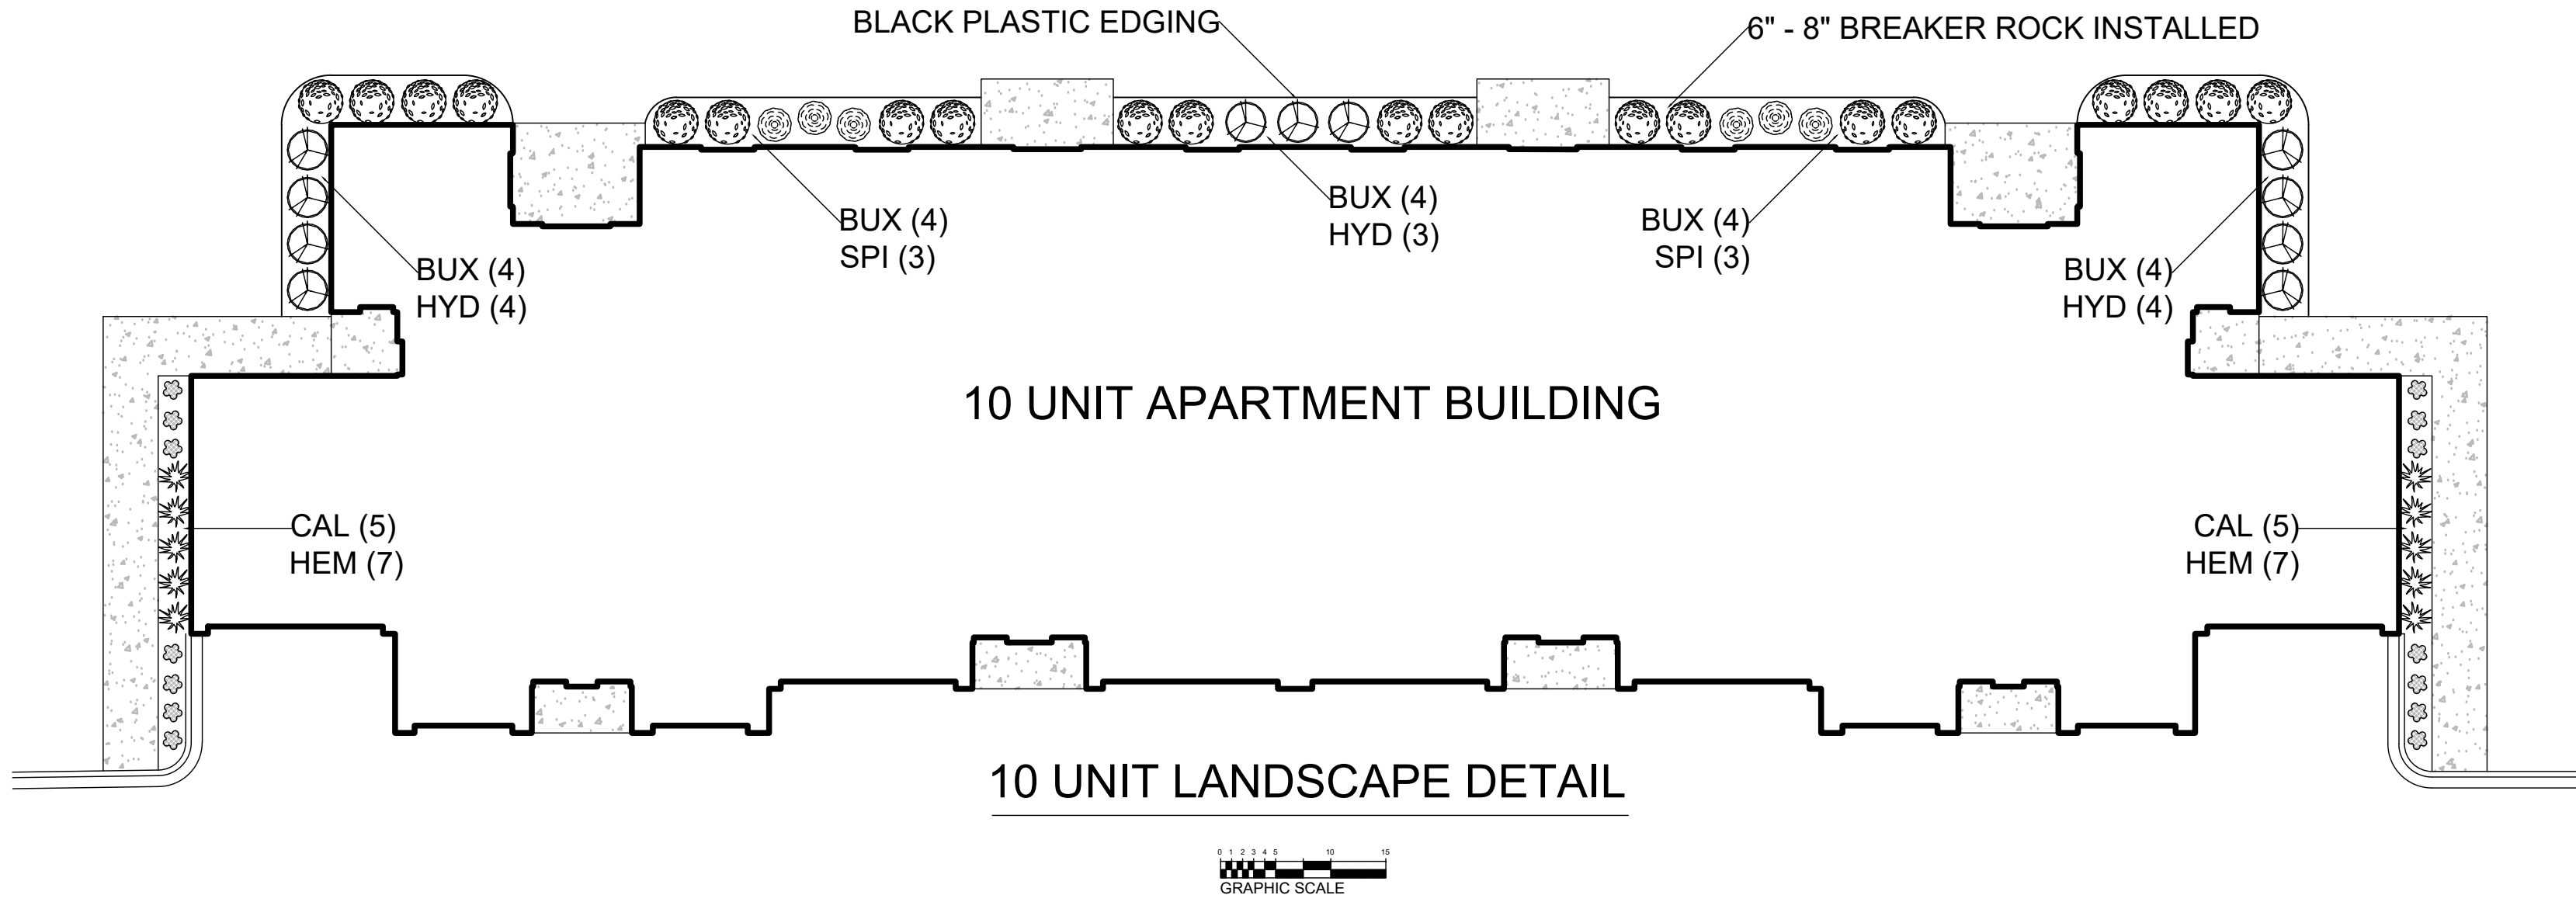 BLACK PLASTIC EDGING
6" - 8" BREAKER ROCK INSTALLED
BUX (4)
HYD (4)
BUX (4)
SPI (3)
BUX (4)
HYD (3)
BUX (4)
SPI (3)
BUX (4)
HYD (4)
10 UNIT APARTMENT BUILDING
CAL (5)
HEM (7)
CAL (5)
HEM (7)
10 UNIT LANDSCAPE DETAIL
0 1 2 3 4 5 10 15
GRAPHIC SCALE